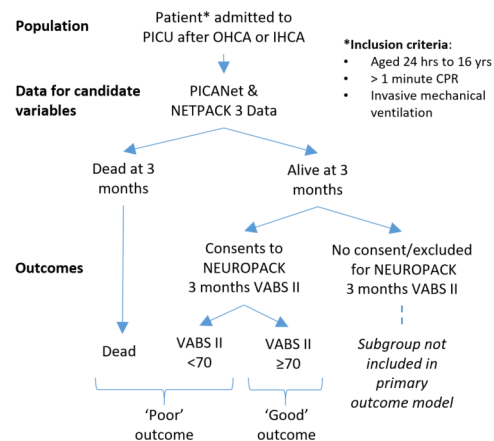 Population
Patient* admitted to
PICU after OHCA or IHCA
*Inclusion criteria:
• Aged 24 hrs to 16 yrs
• > 1 minute CPR
• Invasive mechanical
ventilation
Data for candidate
variables
PICANet &
NETPACK 3 Data
Dead at 3
months
Alive at 3
months
Outcomes
Consents to
NEUROPACK
3 months VABS II
No consent/excluded
for NEUROPACK
3 months VABS II
Dead
VABS II
<70
VABS II
≥70
Subgroup not
included in
primary
outcome model
‘Poor’
outcome
‘Good’
outcome